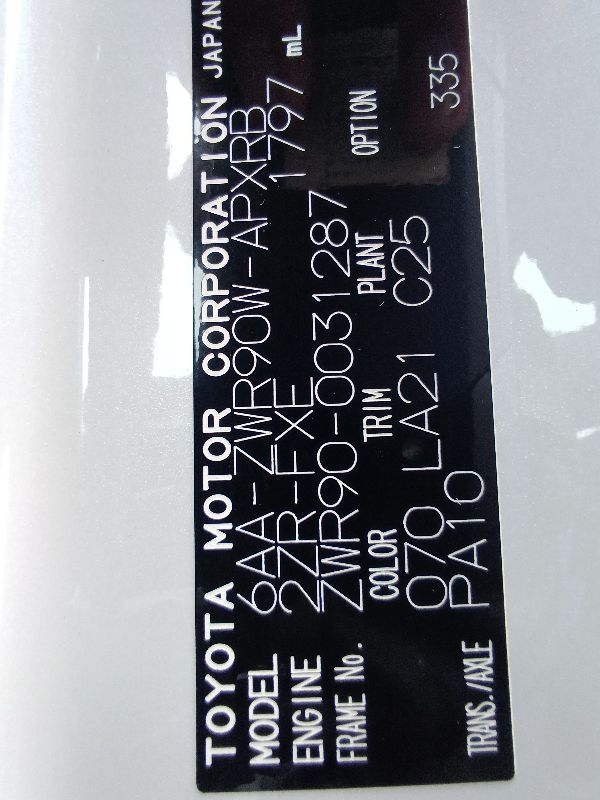 TOYOTA MOTOR CORPORATION JAPAN
MODEL 6AA-ZWR90W-APXRB
ENGINE 2ZR-FXE 1797 mL
FRAME No. ZWR90-0031287
COLOR TRIM PLANT OPTION
070 LA21 C25
TRANS./AXLE PA10 335